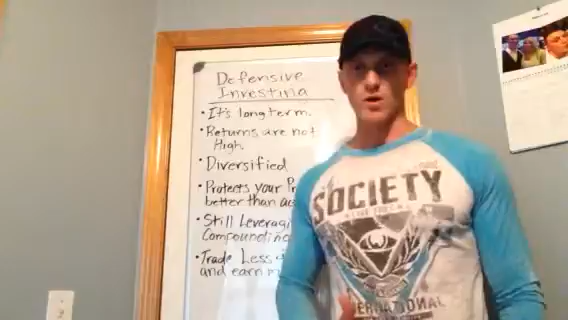 Defensive
Investing
• It's long term.
• Returns are not
High.
• Diversified
• Protects your
better than
• Still
Compounding
• Trade Less
and earn
SOCIETY